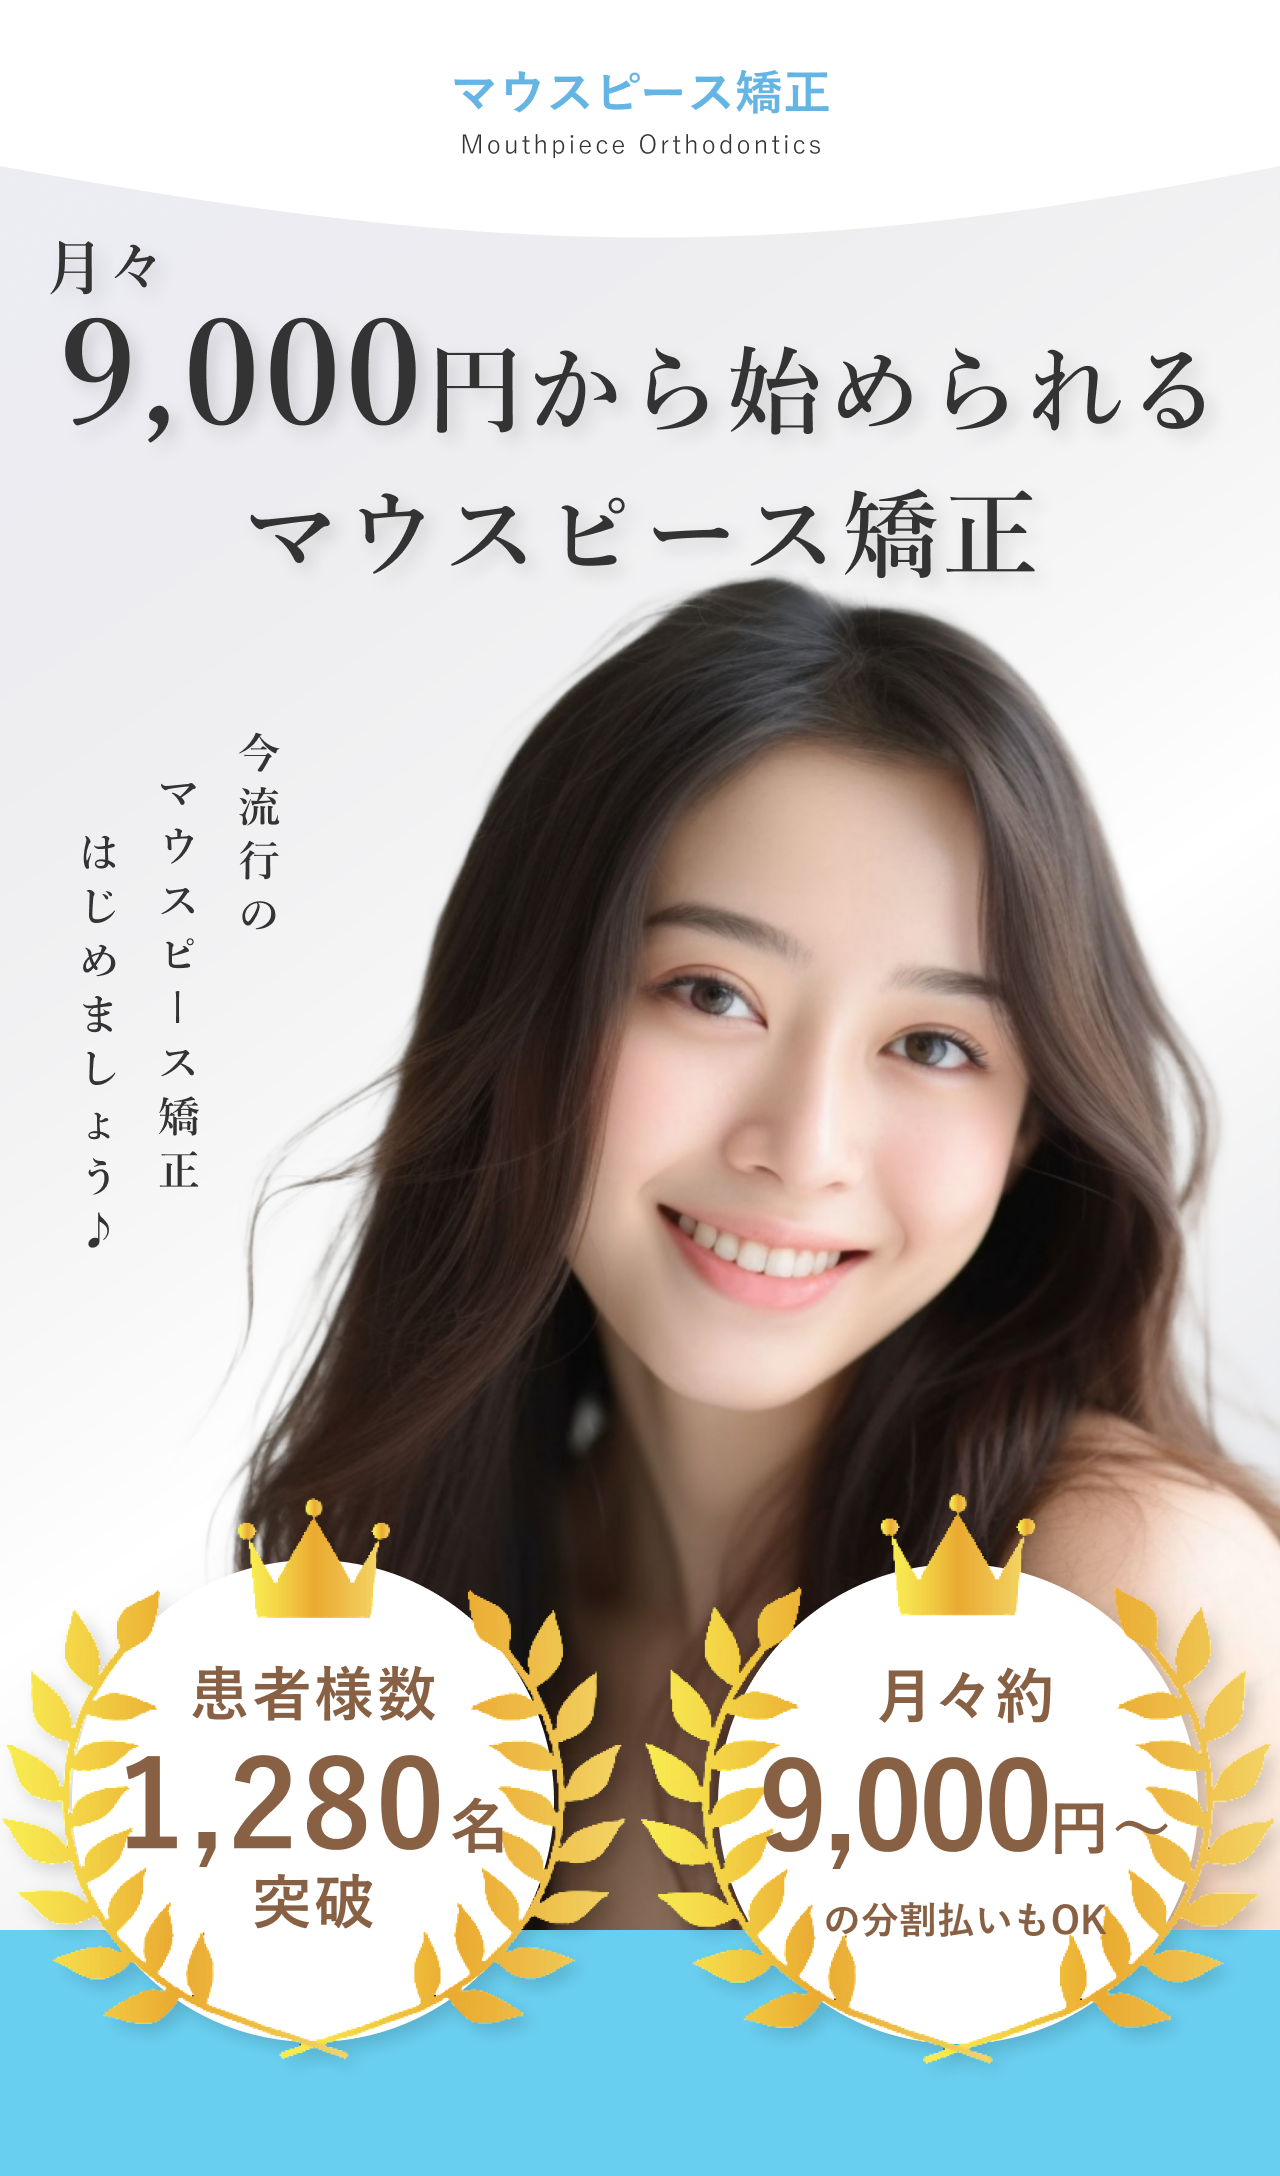 マウスピース矯正
Mouthpiece Orthodontics
月々
9,000円から始められる
マウスピース矯正
今流行の
マウスピース矯正
はじめましょう♪
患者様数
1,280名
突破
月々約
9,000円〜
の分割払いもOK